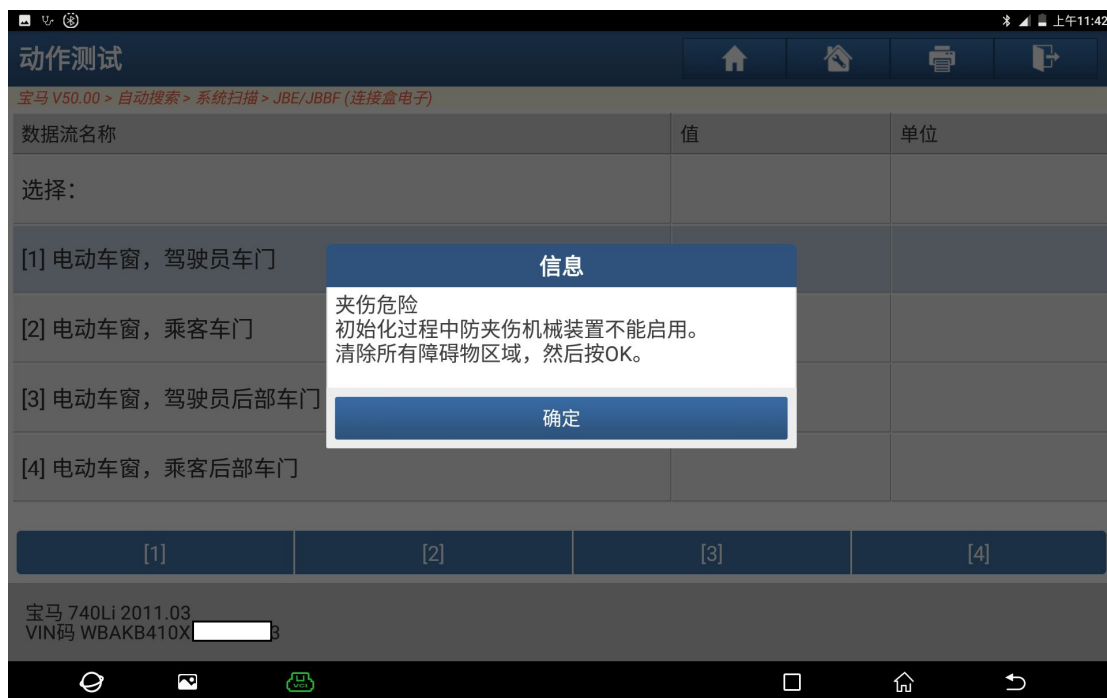 上午11:42
动作测试
宝马 V50.00 > 自动搜索 > 系统扫描 > JBE/JBBF (连接盒电子)
数据流名称 值 单位
选择：
[1] 电动车窗，驾驶员车门
[2] 电动车窗，乘客车门
[3] 电动车窗，驾驶员后部车门
[4] 电动车窗，乘客后部车门
信息
夹伤危险
初始化过程中防夹伤机械装置不能启用。
清除所有障碍物区域，然后按OK。
确定
[1] [2] [3] [4]
宝马 740Li 2011.03
VIN码 WBAKB410X 3
VCI